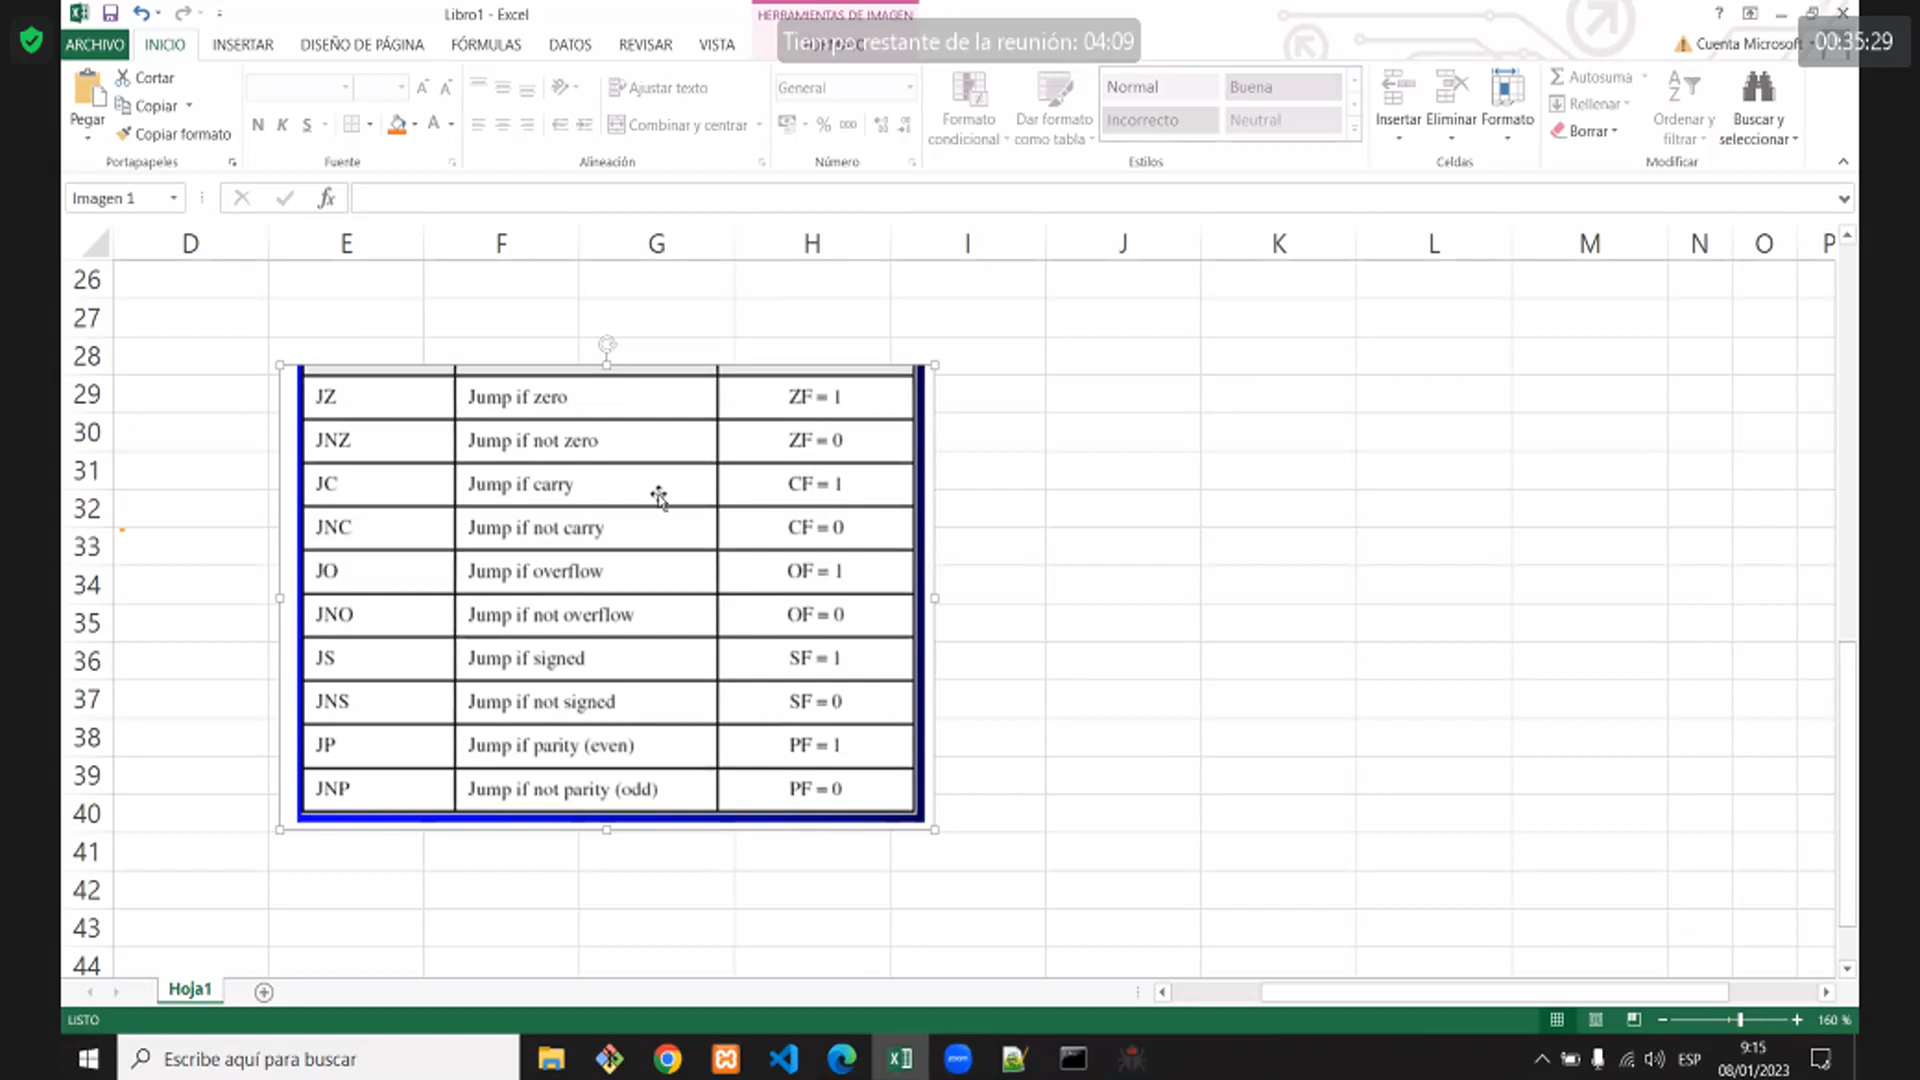 Libro1 - Excel
HERRAMIENTAS DE IMAGEN
?
Tiempo restante de la reunión: 04:09
00:35:29
ARCHIVO INICIO INSERTAR DISEÑO DE PÁGINA FÓRMULAS DATOS REVISAR VISTA
Cuenta Microsoft
Pegar
Cortar
Copiar
Copiar formato
Portapapeles
N K S
A
Fuente
Ajustar texto
Combinar y centrar
Alineación
General
% 000
Número
Formato condicional
Dar formato como tabla
Normal Buena
Incorrecto Neutral
Estilos
Insertar Eliminar Formato
Celdas
Autosuma
Rellenar
Borrar
Ordenar y filtrar
Buscar y seleccionar
Modificar
Imagen 1
fx
D E F G H I J K L M N O P
26
27
28
29
30
31
32
33
34
35
36
37
38
39
40
41
42
43
44
JZ Jump if zero ZF = 1
JNZ Jump if not zero ZF = 0
JC Jump if carry CF = 1
JNC Jump if not carry CF = 0
JO Jump if overflow OF = 1
JNO Jump if not overflow OF = 0
JS Jump if signed SF = 1
JNS Jump if not signed SF = 0
JP Jump if parity (even) PF = 1
JNP Jump if not parity (odd) PF = 0
Hoja1
LISTO
160 %
Escribe aquí para buscar
zoom
ESP
9:15
08/01/2023